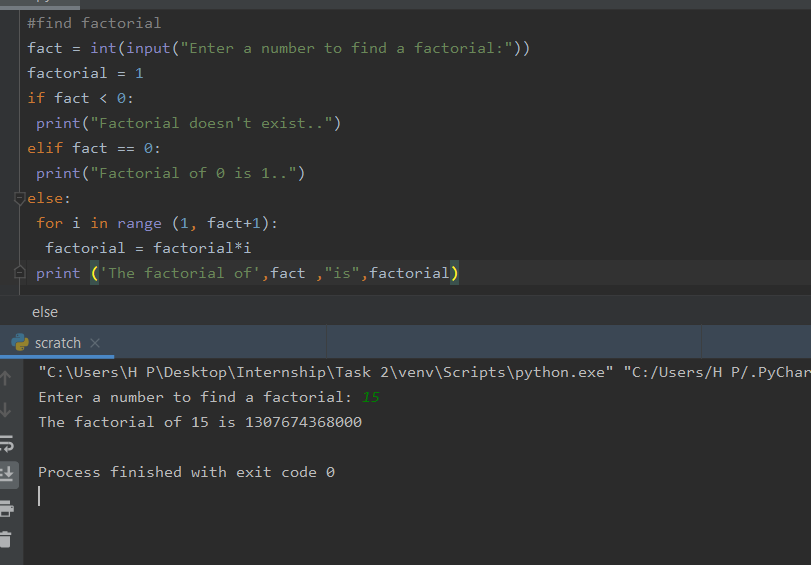 #find factorial
fact = int(input("Enter a number to find a factorial:"))
factorial = 1
if fact < 0:
 print("Factorial doesn't exist..")
elif fact == 0:
 print("Factorial of 0 is 1..")
else:
 for i in range (1, fact+1):
  factorial = factorial*i
 print ('The factorial of',fact ,"is",factorial)
else
scratch
"C:\Users\H P\Desktop\Internship\Task 2\venv\Scripts\python.exe" "C:/Users/H P/.PyChar
Enter a number to find a factorial: 15
The factorial of 15 is 1307674368000
Process finished with exit code 0